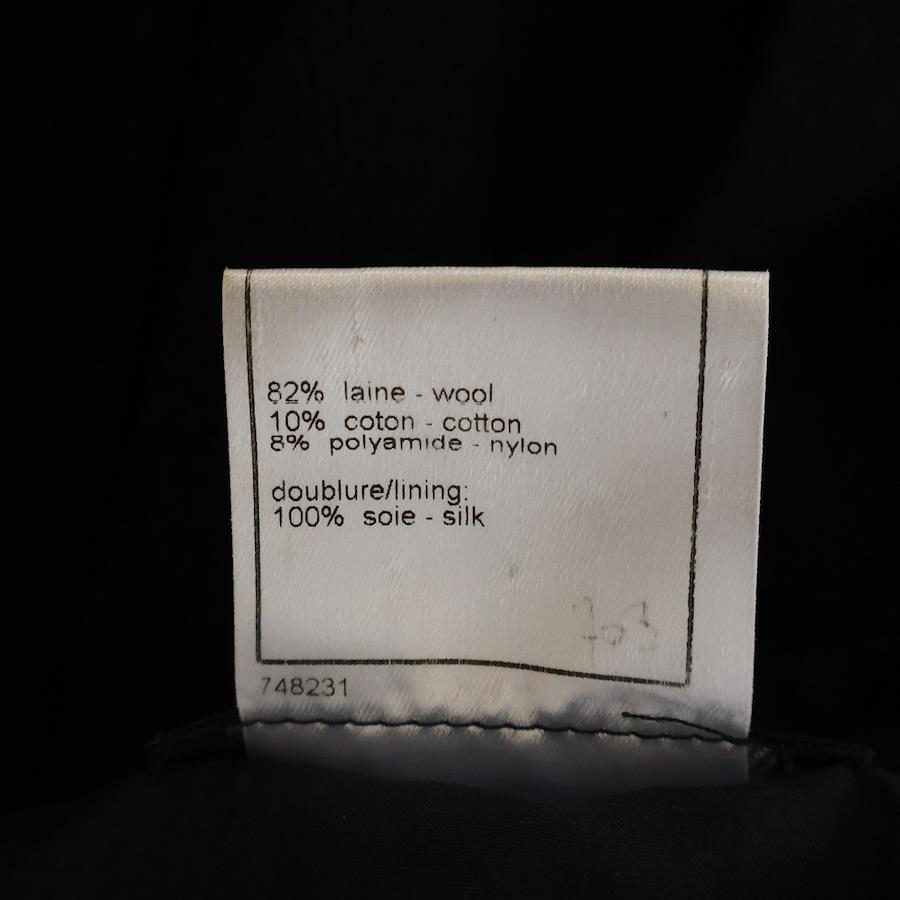 82% laine - wool
10% coton - cotton
8% polyamide - nylon
doublure/lining:
100% soie - silk
748231